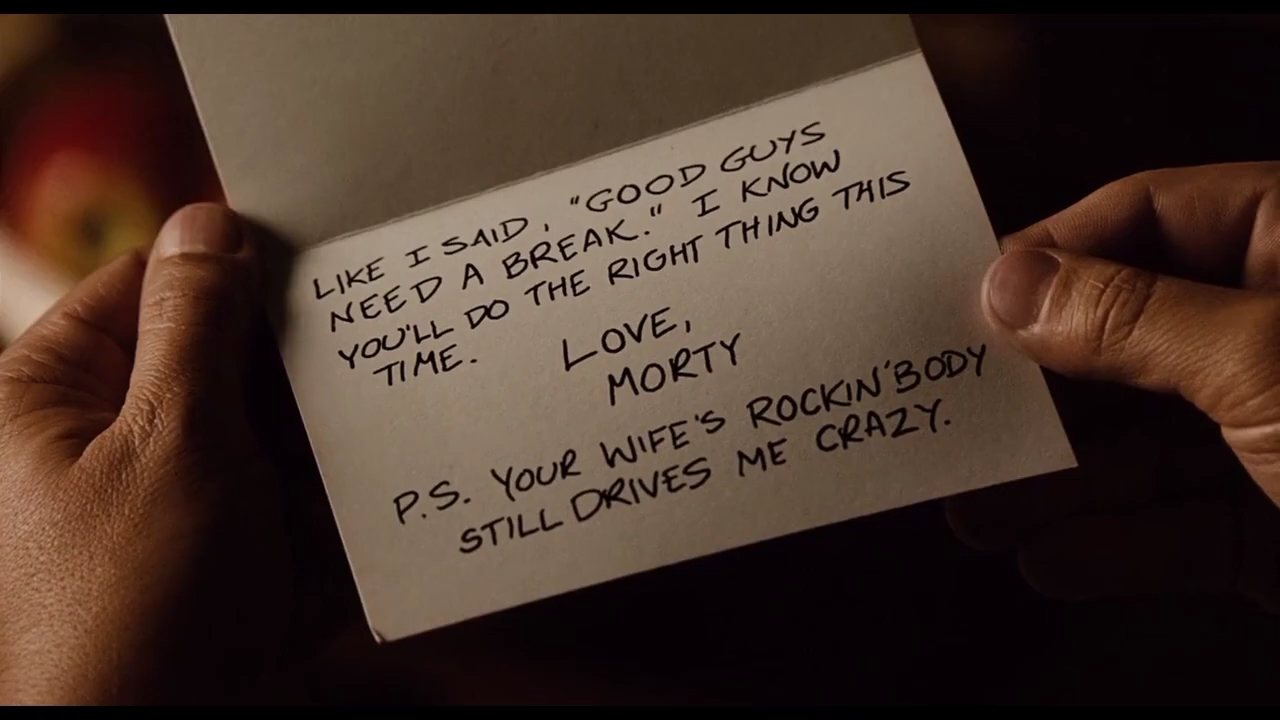 LIKE I SAID, "GOOD GUYS
NEED A BREAK." I KNOW
YOU'LL DO THE RIGHT THING THIS
TIME.
LOVE,
MORTY
P.S. YOUR WIFE'S ROCKIN' BODY
STILL DRIVES ME CRAZY.